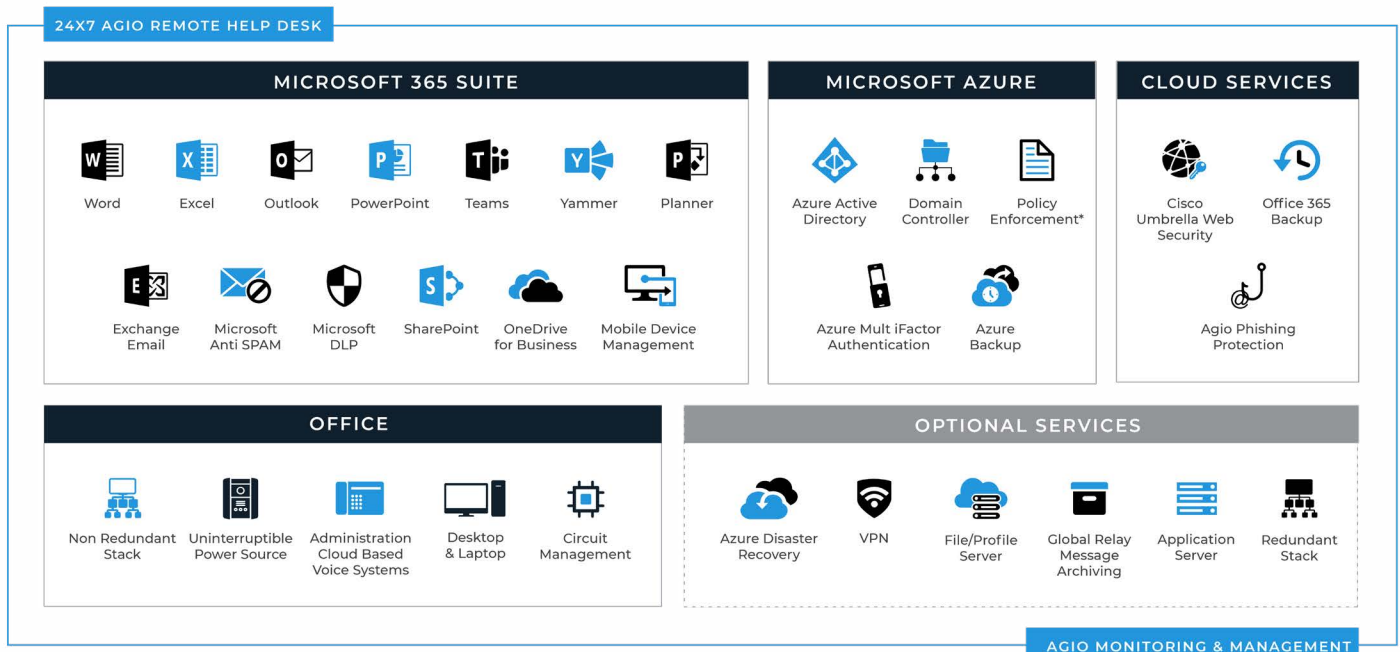 24X7 AGIO REMOTE HELP DESK
MICROSOFT 365 SUITE
W
Word
X
Excel
O
Outlook
P
PowerPoint
T
Teams
Y
Yammer
P
Planner
E
Exchange
Email
Microsoft
Anti SPAM
Microsoft
DLP
S
SharePoint
OneDrive
for Business
Mobile Device
Management
MICROSOFT AZURE
Azure Active
Directory
Domain
Controller
Policy
Enforcement*
Azure Mult iFactor
Authentication
Azure
Backup
CLOUD SERVICES
Cisco
Umbrella Web
Security
Office 365
Backup
@
Agio Phishing
Protection
OFFICE
Non Redundant
Stack
Uninterruptible
Power Source
Administration
Cloud Based
Voice Systems
Desktop
& Laptop
Circuit
Management
OPTIONAL SERVICES
Azure Disaster
Recovery
VPN
File/Profile
Server
Global Relay
Message
Archiving
Application
Server
Redundant
Stack
AGIO MONITORING & MANAGEMENT